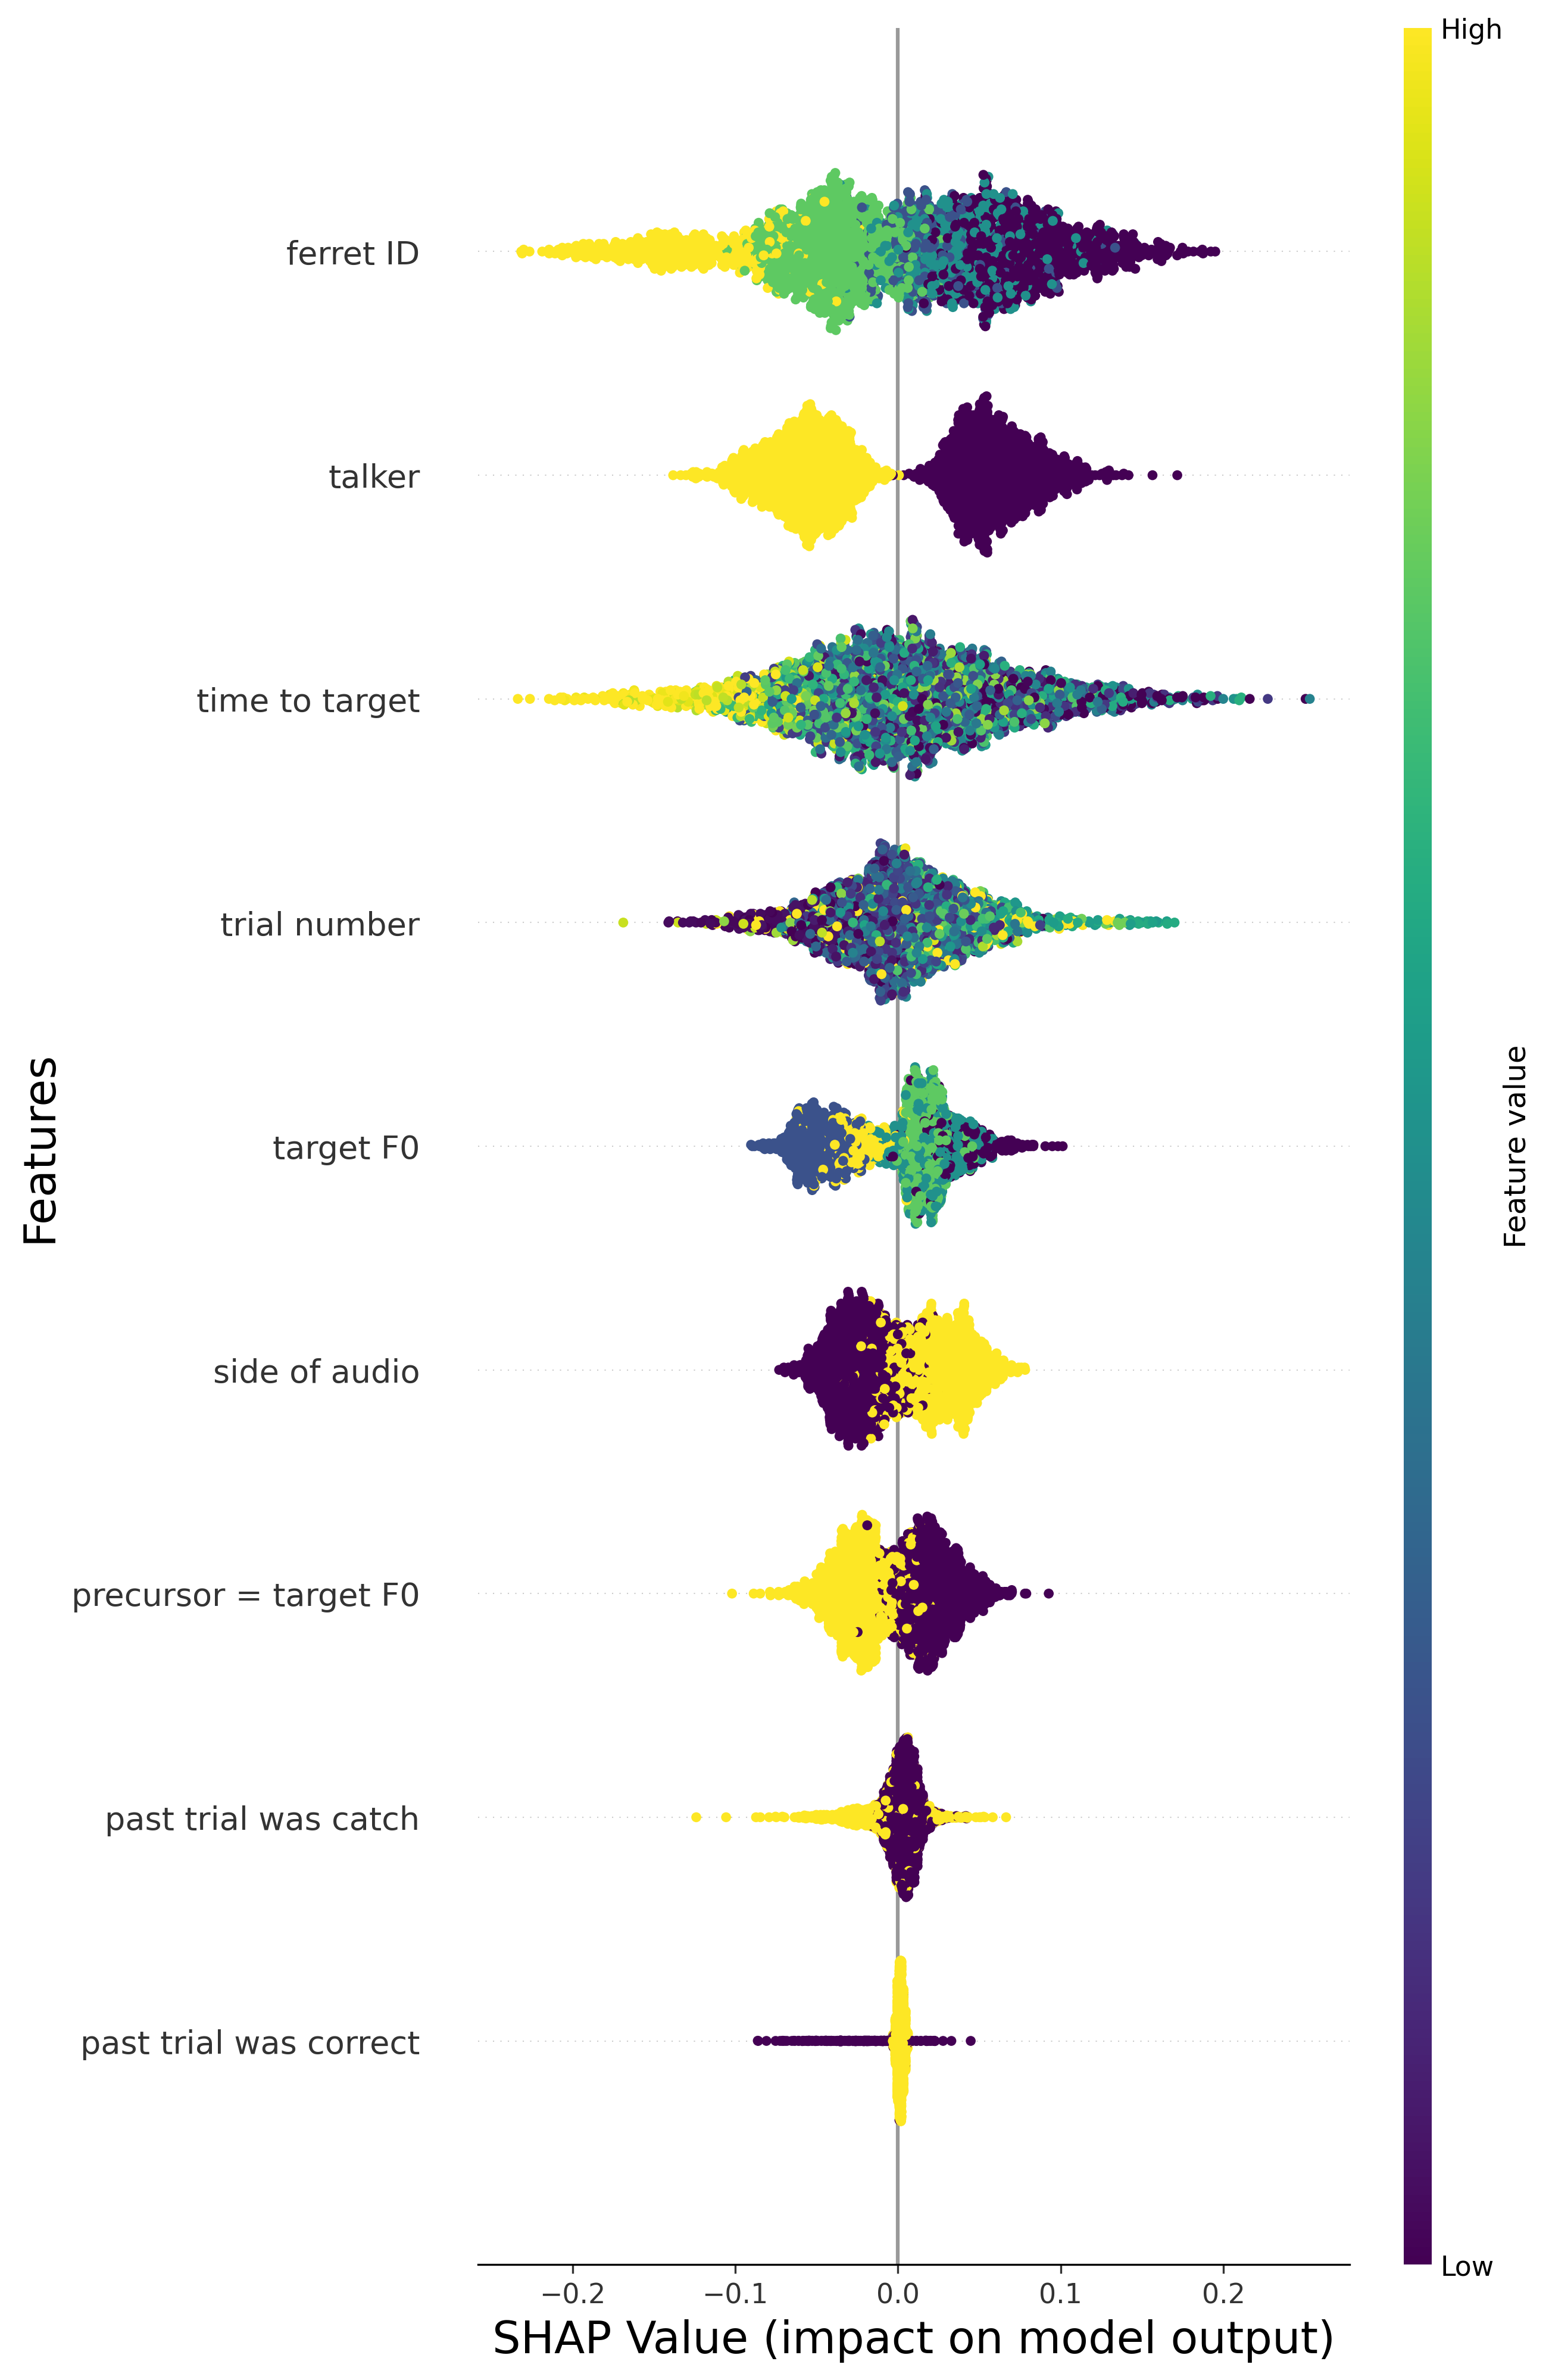 High
ferret ID
talker
time to target
trial number
target F0
side of audio
precursor = target F0
past trial was catch
past trial was correct
Features
Feature value
Low
−0.2 −0.1 0.0 0.1 0.2
SHAP Value (impact on model output)